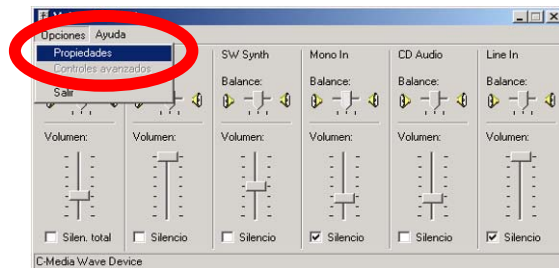 Opciones Ayuda
Propiedades
Controles avanzados
Salir
SW Synth
Mono In
CD Audio
Line In
Balance:
Balance:
Balance:
Balance:
Volumen:
Volumen:
Volumen:
Volumen:
Volumen:
Volumen:
Silen. total
Silencio
Silencio
Silencio
Silencio
Silencio
C-Media Wave Device